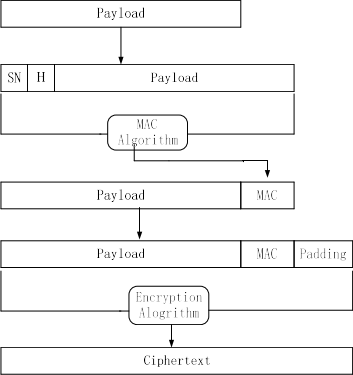 Payload
SN H Payload
MAC
Algorithm
Payload MAC
Payload MAC Padding
Encryption
Alogrithm
Ciphertext